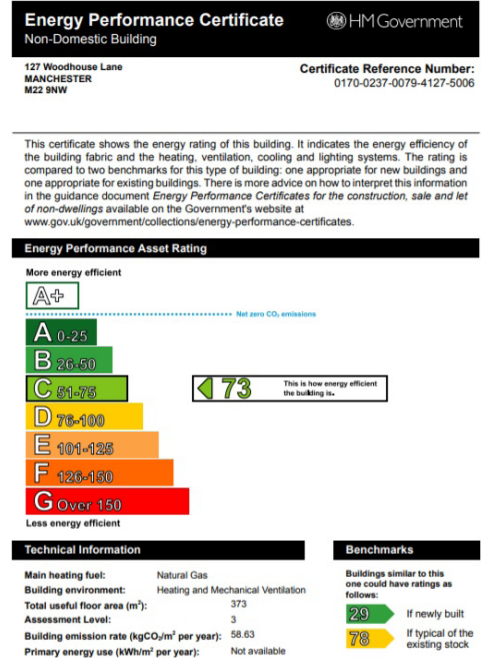 Energy Performance Certificate
HM Government
Non-Domestic Building
127 Woodhouse Lane
MANCHESTER
M22 9NW
Certificate Reference Number:
0170-0237-0079-4127-5006
This certificate shows the energy rating of this building. It indicates the energy efficiency of
the building fabric and the heating, ventilation, cooling and lighting systems. The rating is
compared to two benchmarks for this type of building: one appropriate for new buildings and
one appropriate for existing buildings. There is more advice on how to interpret this information
in the guidance document Energy Performance Certificates for the construction, sale and let
of non-dwellings available on the Government's website at
www.gov.uk/government/collections/energy-performance-certificates.
Energy Performance Asset Rating
More energy efficient
A+
Net zero CO₂ emissions
A 0-25
B 26-50
C 51-75
73
This is how energy efficient
the building is.
D 76-100
E 101-125
F 126-150
G Over 150
Less energy efficient
Technical Information
Main heating fuel: Natural Gas
Building environment: Heating and Mechanical Ventilation
Total useful floor area (m²): 373
Assessment Level: 3
Building emission rate (kgCO₂/m² per year): 58.63
Primary energy use (kWh/m² per year): Not available
Benchmarks
Buildings similar to this
one could have ratings as
follows:
29 If newly built
78 If typical of the
existing stock